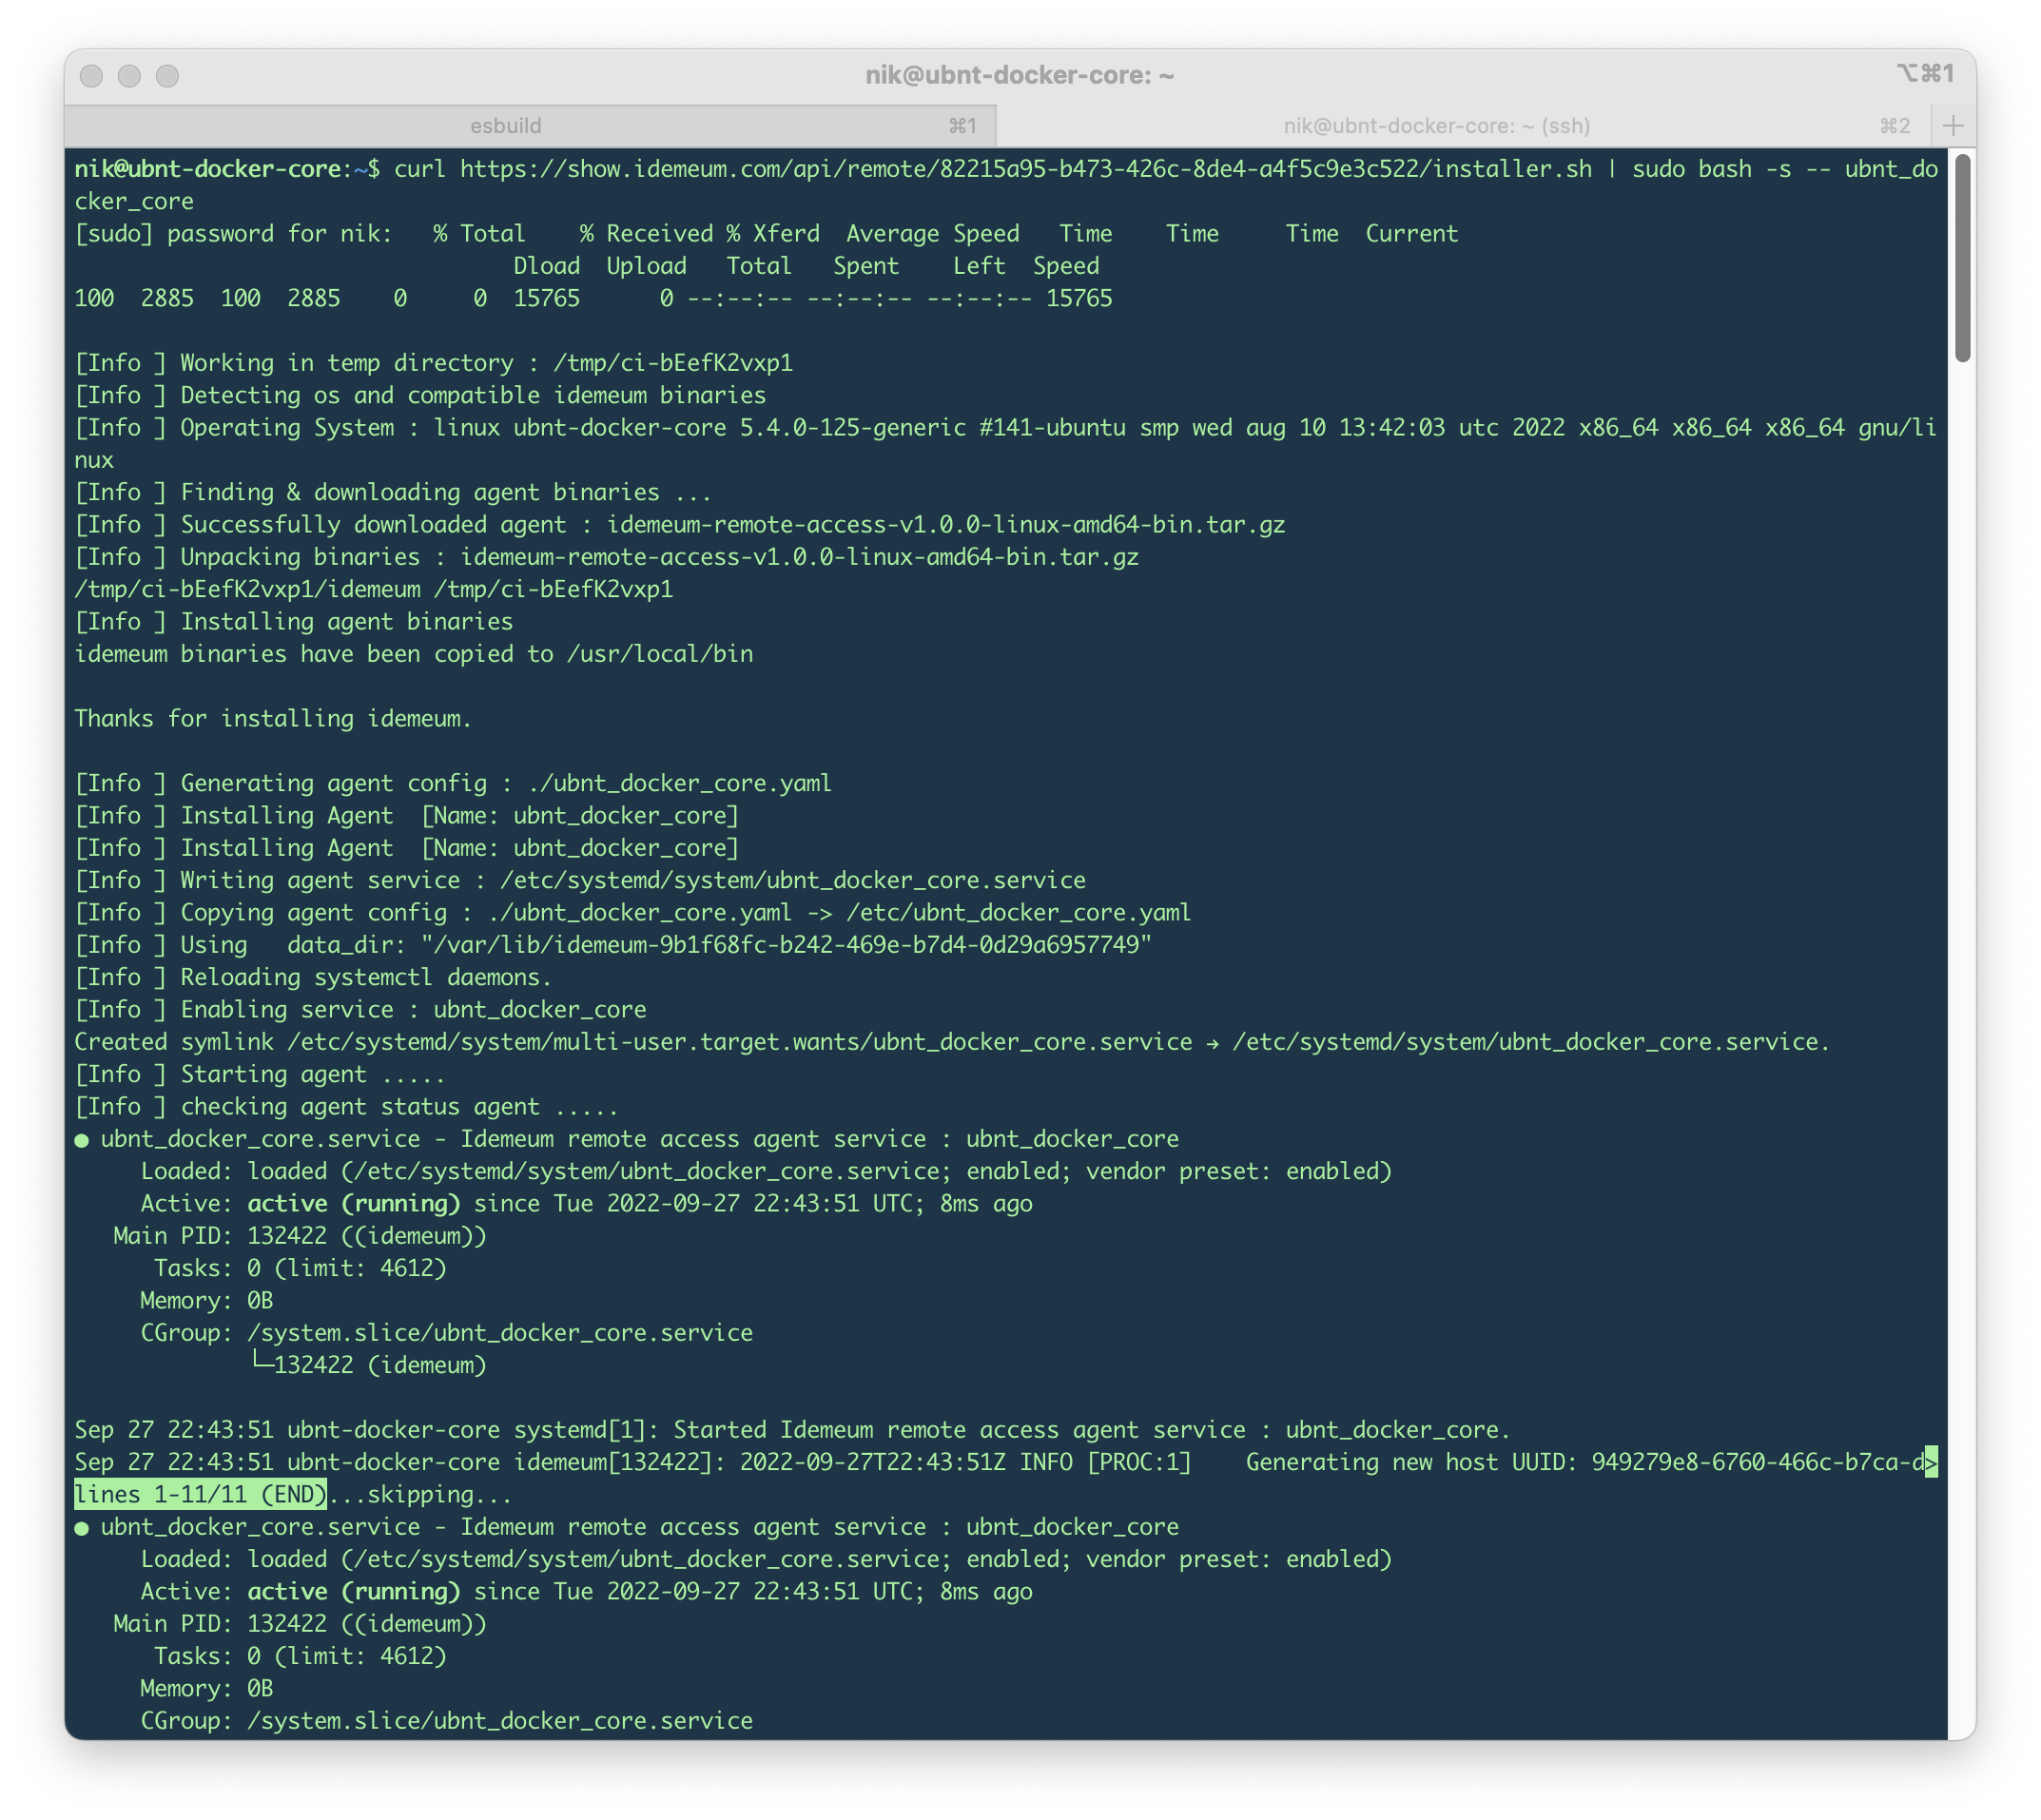 nik@ubnt-docker-core: ~
⌥⌘1
esbuild ⌘1 nik@ubnt-docker-core: ~ (ssh) ⌘2 +
nik@ubnt-docker-core:~$ curl https://show.idemeum.com/api/remote/82215a95-b473-426c-8de4-a4f5c9e3c522/installer.sh | sudo bash -s -- ubnt_do
cker_core
[sudo] password for nik:   % Total    % Received % Xferd  Average Speed   Time    Time     Time  Current
                                 Dload  Upload   Total   Spent    Left  Speed
100  2885  100  2885    0     0  15765      0 --:--:-- --:--:-- --:--:-- 15765
[Info ] Working in temp directory : /tmp/ci-bEefK2vxp1
[Info ] Detecting os and compatible idemeum binaries
[Info ] Operating System : linux ubnt-docker-core 5.4.0-125-generic #141-ubuntu smp wed aug 10 13:42:03 utc 2022 x86_64 x86_64 x86_64 gnu/li
nux
[Info ] Finding & downloading agent binaries ...
[Info ] Successfully downloaded agent : idemeum-remote-access-v1.0.0-linux-amd64-bin.tar.gz
[Info ] Unpacking binaries : idemeum-remote-access-v1.0.0-linux-amd64-bin.tar.gz
/tmp/ci-bEefK2vxp1/idemeum /tmp/ci-bEefK2vxp1
[Info ] Installing agent binaries
idemeum binaries have been copied to /usr/local/bin
Thanks for installing idemeum.
[Info ] Generating agent config : ./ubnt_docker_core.yaml
[Info ] Installing Agent  [Name: ubnt_docker_core]
[Info ] Installing Agent  [Name: ubnt_docker_core]
[Info ] Writing agent service : /etc/systemd/system/ubnt_docker_core.service
[Info ] Copying agent config : ./ubnt_docker_core.yaml -> /etc/ubnt_docker_core.yaml
[Info ] Using   data_dir: "/var/lib/idemeum-9b1f68fc-b242-469e-b7d4-0d29a6957749"
[Info ] Reloading systemctl daemons.
[Info ] Enabling service : ubnt_docker_core
Created symlink /etc/systemd/system/multi-user.target.wants/ubnt_docker_core.service → /etc/systemd/system/ubnt_docker_core.service.
[Info ] Starting agent .....
[Info ] checking agent status agent .....
● ubnt_docker_core.service - Idemeum remote access agent service : ubnt_docker_core
     Loaded: loaded (/etc/systemd/system/ubnt_docker_core.service; enabled; vendor preset: enabled)
     Active: active (running) since Tue 2022-09-27 22:43:51 UTC; 8ms ago
   Main PID: 132422 ((idemeum))
      Tasks: 0 (limit: 4612)
     Memory: 0B
     CGroup: /system.slice/ubnt_docker_core.service
             └─132422 (idemeum)
Sep 27 22:43:51 ubnt-docker-core systemd[1]: Started Idemeum remote access agent service : ubnt_docker_core.
Sep 27 22:43:51 ubnt-docker-core idemeum[132422]: 2022-09-27T22:43:51Z INFO [PROC:1]    Generating new host UUID: 949279e8-6760-466c-b7ca-d>
lines 1-11/11 (END)...skipping...
● ubnt_docker_core.service - Idemeum remote access agent service : ubnt_docker_core
     Loaded: loaded (/etc/systemd/system/ubnt_docker_core.service; enabled; vendor preset: enabled)
     Active: active (running) since Tue 2022-09-27 22:43:51 UTC; 8ms ago
   Main PID: 132422 ((idemeum))
      Tasks: 0 (limit: 4612)
     Memory: 0B
     CGroup: /system.slice/ubnt_docker_core.service